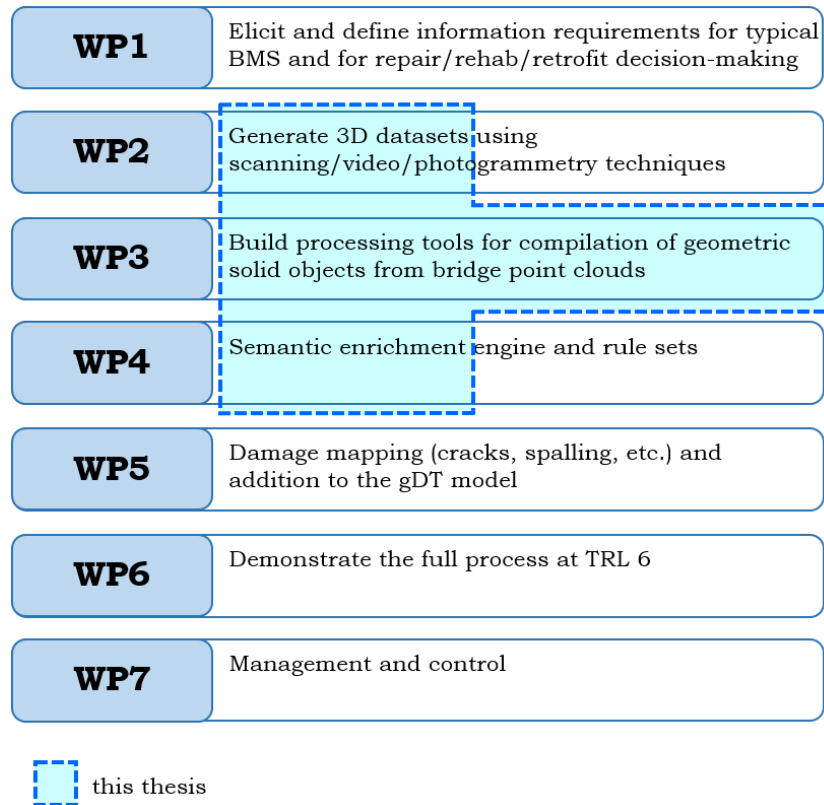 WP1
Elicit and define information requirements for typical
BMS and for repair/rehab/retrofit decision-making
WP2
Generate 3D datasets using
scanning/video/photogrammetry techniques
WP3
Build processing tools for compilation of geometric
solid objects from bridge point clouds
WP4
Semantic enrichment engine and rule sets
WP5
Damage mapping (cracks, spalling, etc.) and
addition to the gDT model
WP6
Demonstrate the full process at TRL 6
WP7
Management and control
this thesis